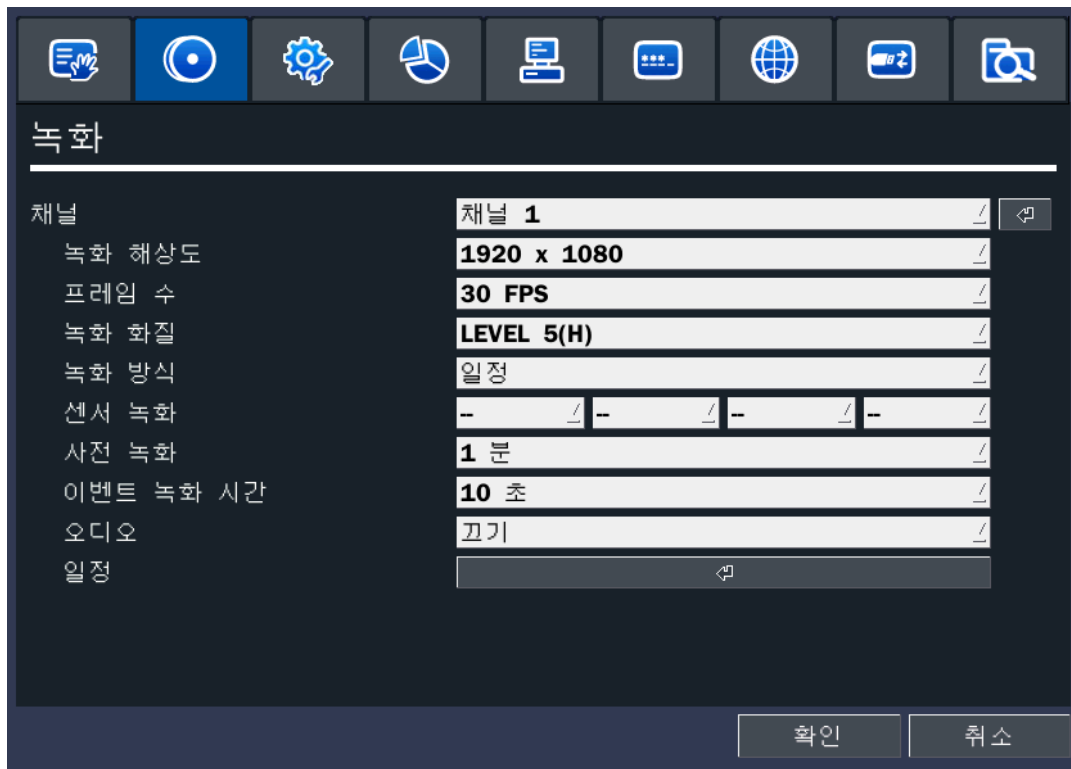 녹화
채널 채널 1
녹화 해상도 1920 x 1080
프레임 수 30 FPS
녹화 화질 LEVEL 5(H)
녹화 방식 일정
센서 녹화 -- -- -- --
사전 녹화 1 분
이벤트 녹화 시간 10 초
오디오 끄기
일정
확인 취소